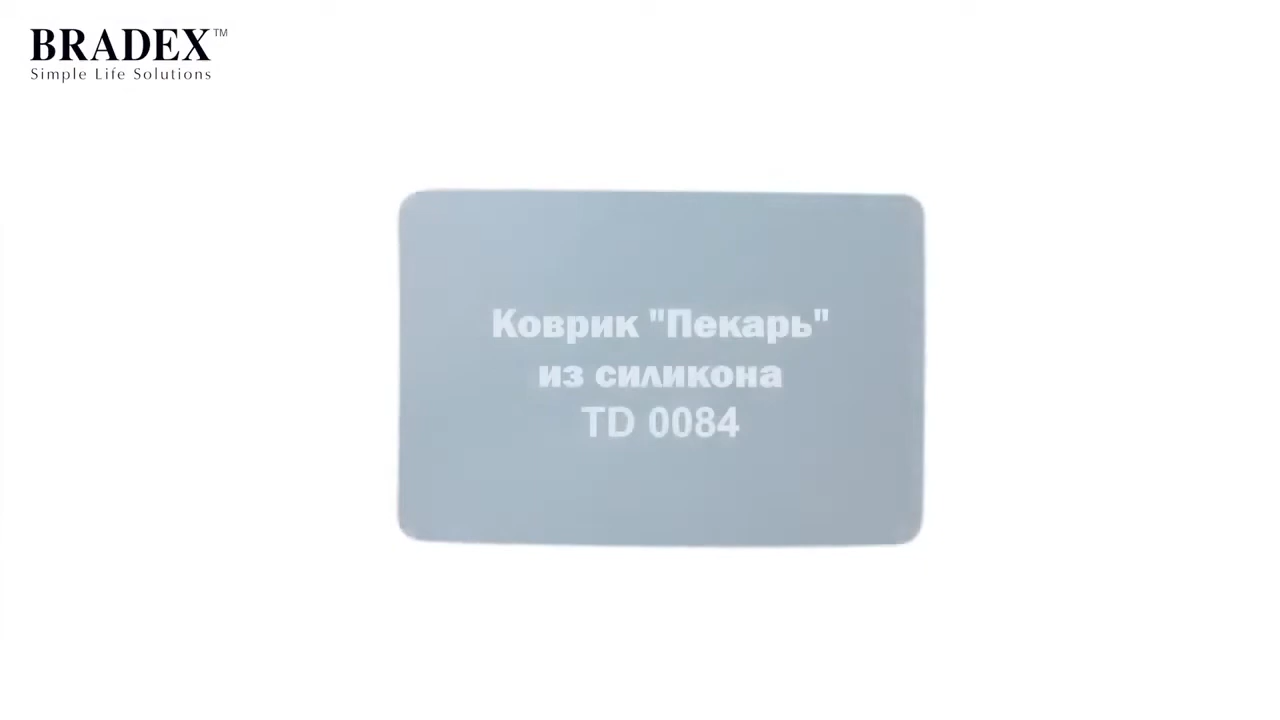 BRADEX™
Simple Life Solutions
Коврик "Пекарь"
из силикона
TD 0084